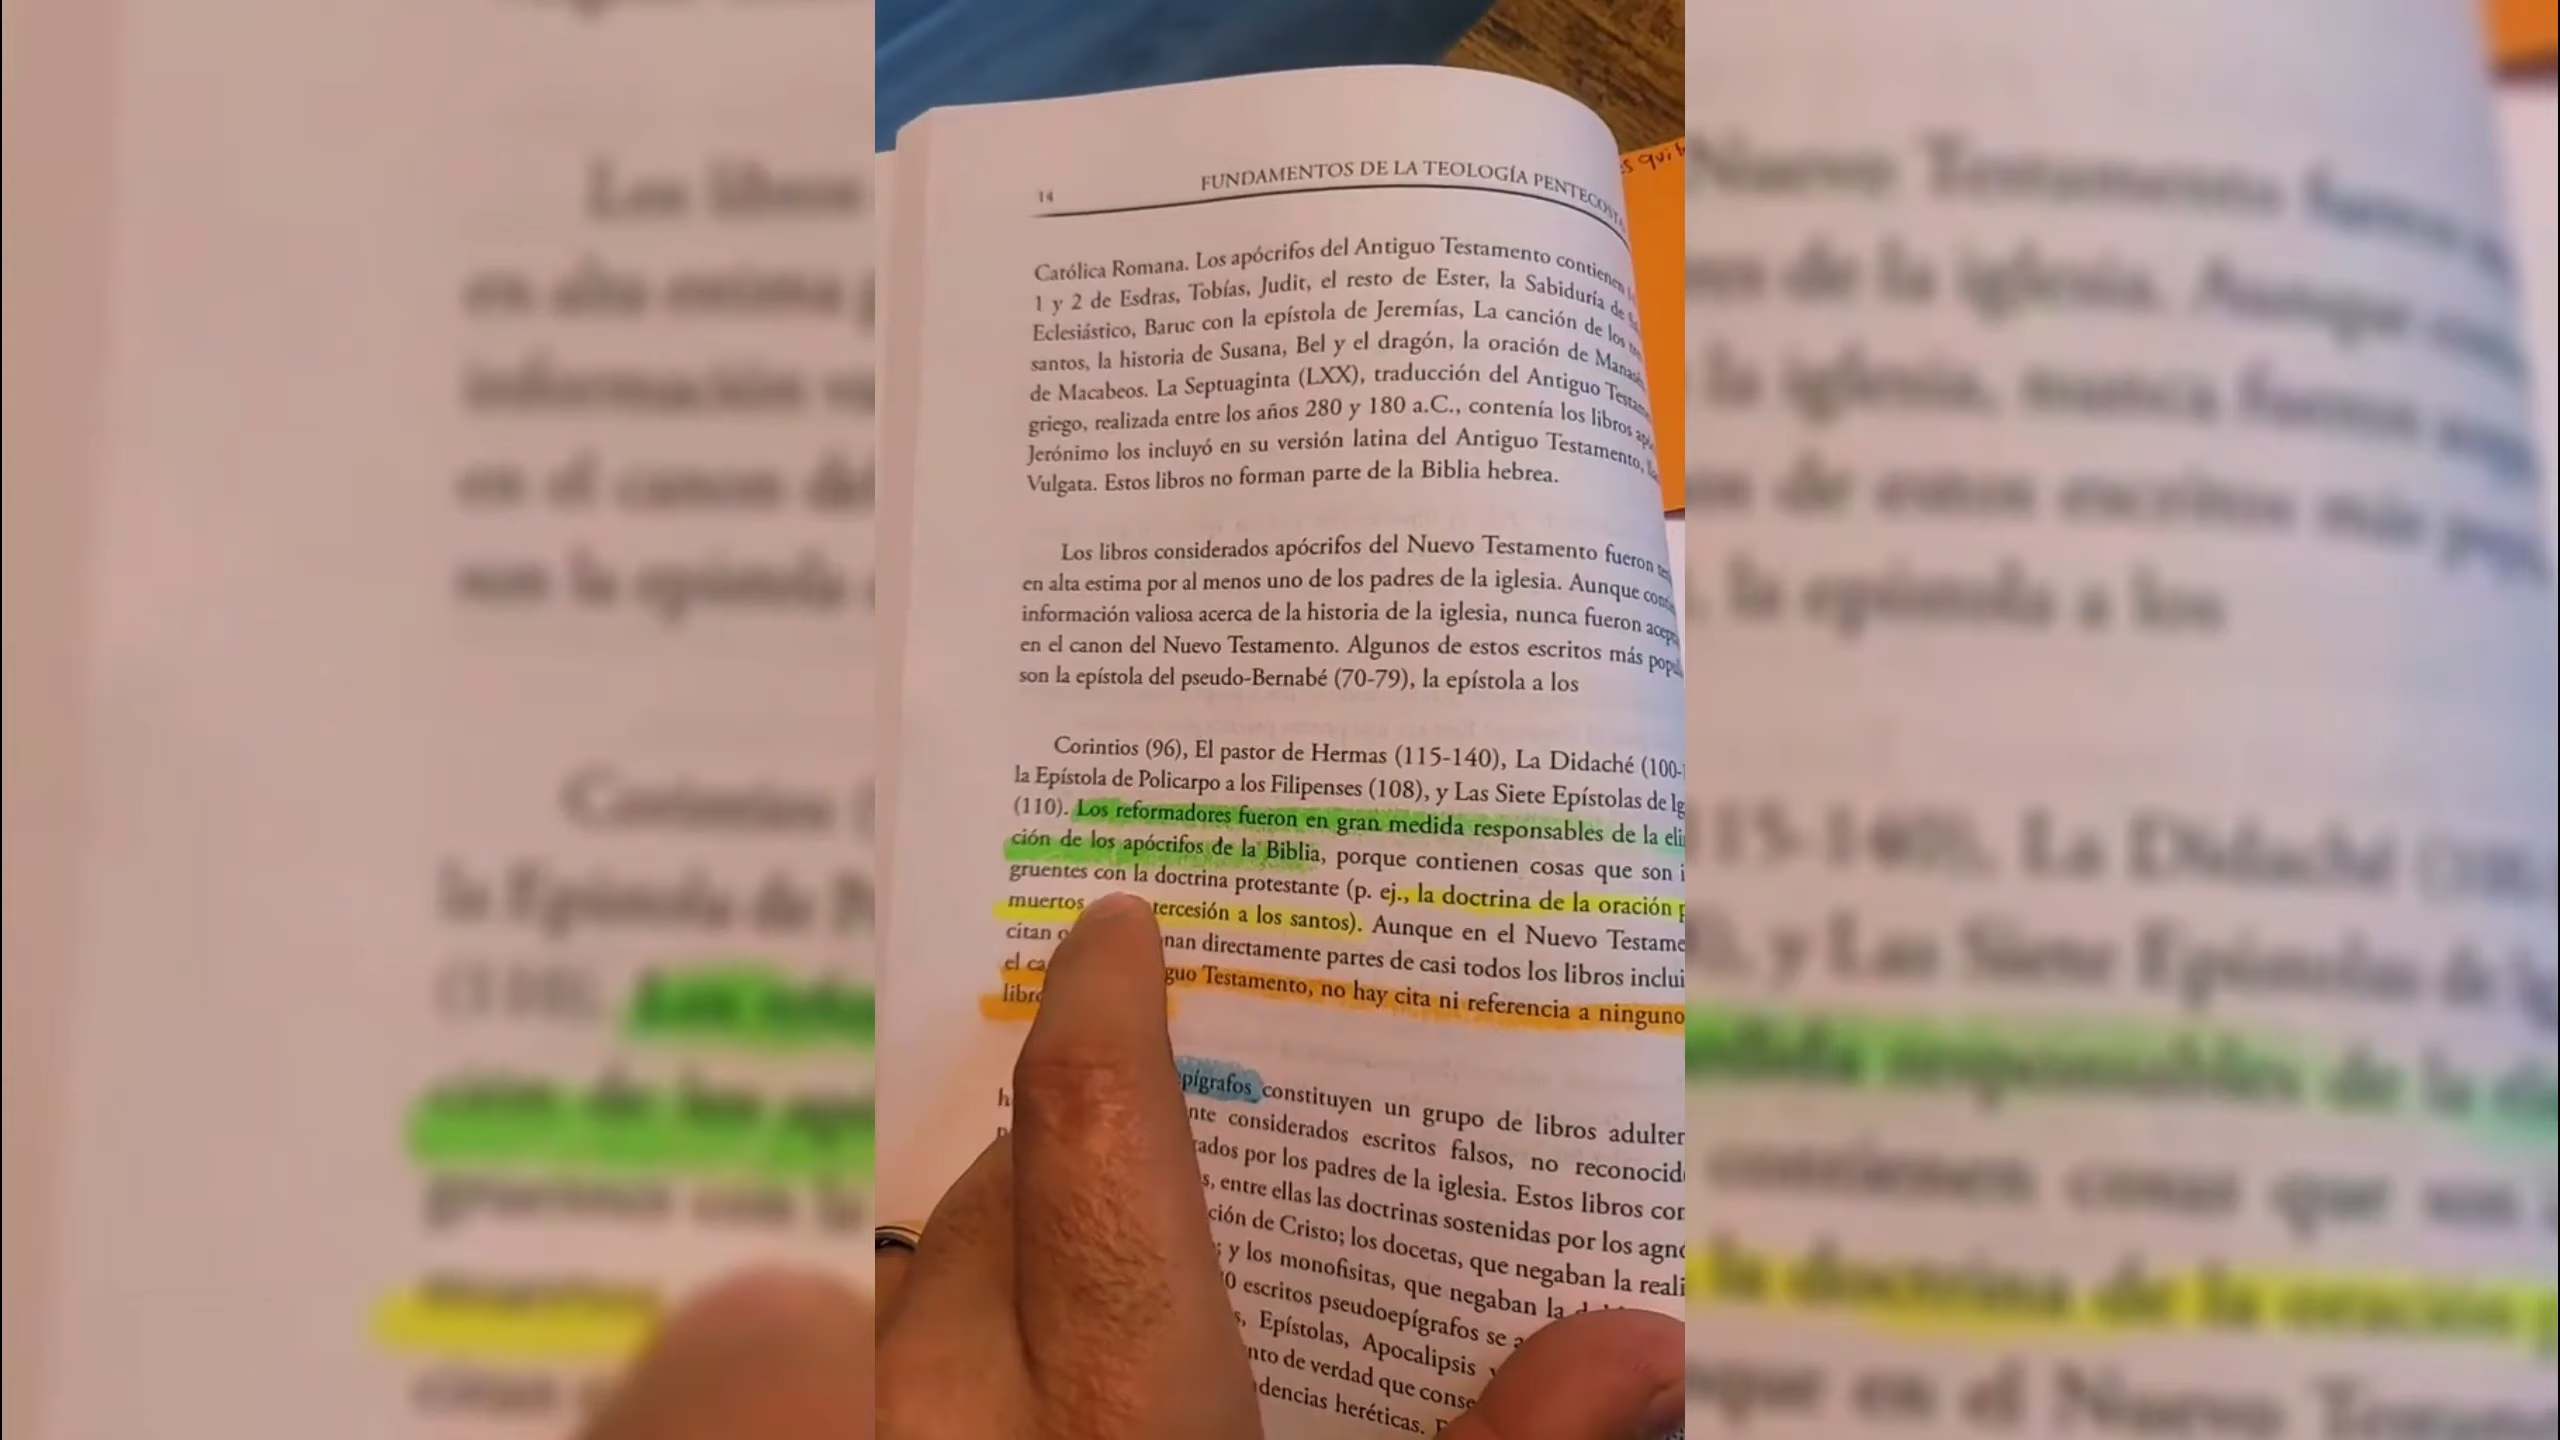 14
FUNDAMENTOS DE LA TEOLOGÍA PENTECOSTA
Católica Romana. Los apócrifos del Antiguo Testamento contienen
1 y 2 de Esdras, Tobías, Judit, el resto de Ester, la Sabiduría de
Eclesiástico, Baruc con la epístola de Jeremías, La canción de los
santos, la historia de Susana, Bel y el dragón, la oración de Manasés
de Macabeos. La Septuaginta (LXX), traducción del Antiguo Testam
griego, realizada entre los años 280 y 180 a.C., contenía los libros
Jerónimo los incluyó en su versión latina del Antiguo Testamento,
Vulgata. Estos libros no forman parte de la Biblia hebrea.
Los libros considerados apócrifos del Nuevo Testamento fueron
en alta estima por al menos uno de los padres de la iglesia. Aunque
información valiosa acerca de la historia de la iglesia, nunca fueron acep
en el canon del Nuevo Testamento. Algunos de estos escritos más popul
son la epístola del pseudo-Bernabé (70-79), la epístola a los
Corintios (96), El pastor de Hermas (115-140), La Didaché (100-
la Epístola de Policarpo a los Filipenses (108), y Las Siete Epístolas de Ig
(110). Los reformadores fueron en gran medida responsables de la eli
ción de los apócrifos de la Biblia, porque contienen cosas que son i
gruentes con la doctrina protestante (p. ej., la doctrina de la oración p
muertos tercesión a los santos). Aunque en el Nuevo Testame
citan nan directamente partes de casi todos los libros inclui
el ca guo Testamento, no hay cita ni referencia a ninguno
libro
pígrafos constituyen un grupo de libros adulter
nte considerados escritos falsos, no reconocid
ados por los padres de la iglesia. Estos libros con
s, entre ellas las doctrinas sostenidas por los agn
ción de Cristo; los docetas, que negaban la reali
; y los monofisitas, que negaban la
0 escritos pseudoepígrafos se
s, Epístolas, Apocalipsis
nto de verdad que conse
dencias heréticas.